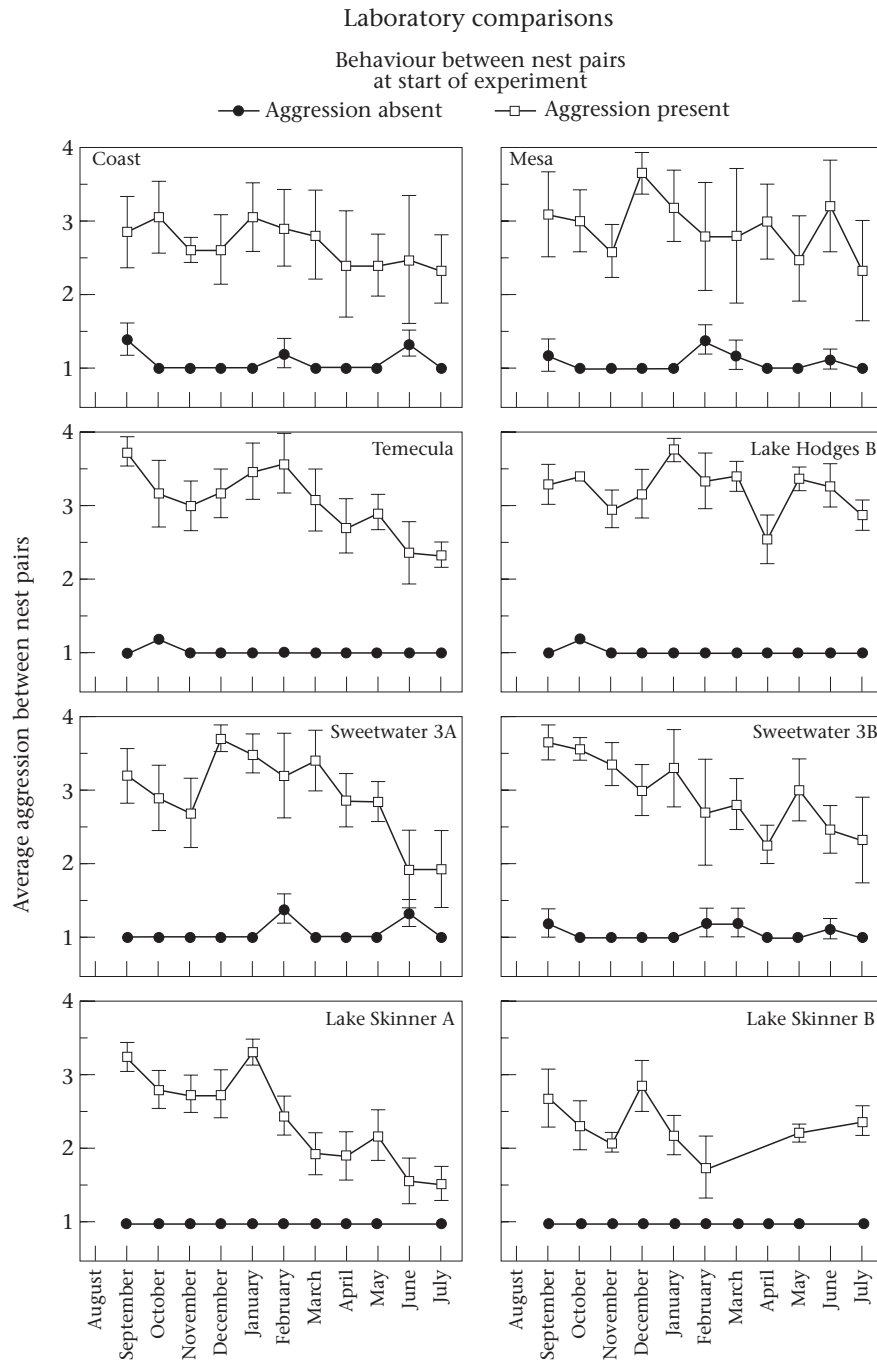 Laboratory comparisons
Behaviour between nest pairs
at start of experiment
Aggression absent
Aggression present
Average aggression between nest pairs
4
3
2
1
Coast
Mesa
4
3
2
1
Temecula
Lake Hodges B
4
3
2
1
Sweetwater 3A
Sweetwater 3B
4
3
2
1
Lake Skinner A
Lake Skinner B
August
September
October
November
December
January
February
March
April
May
June
July
August
September
October
November
December
January
February
March
April
May
June
July